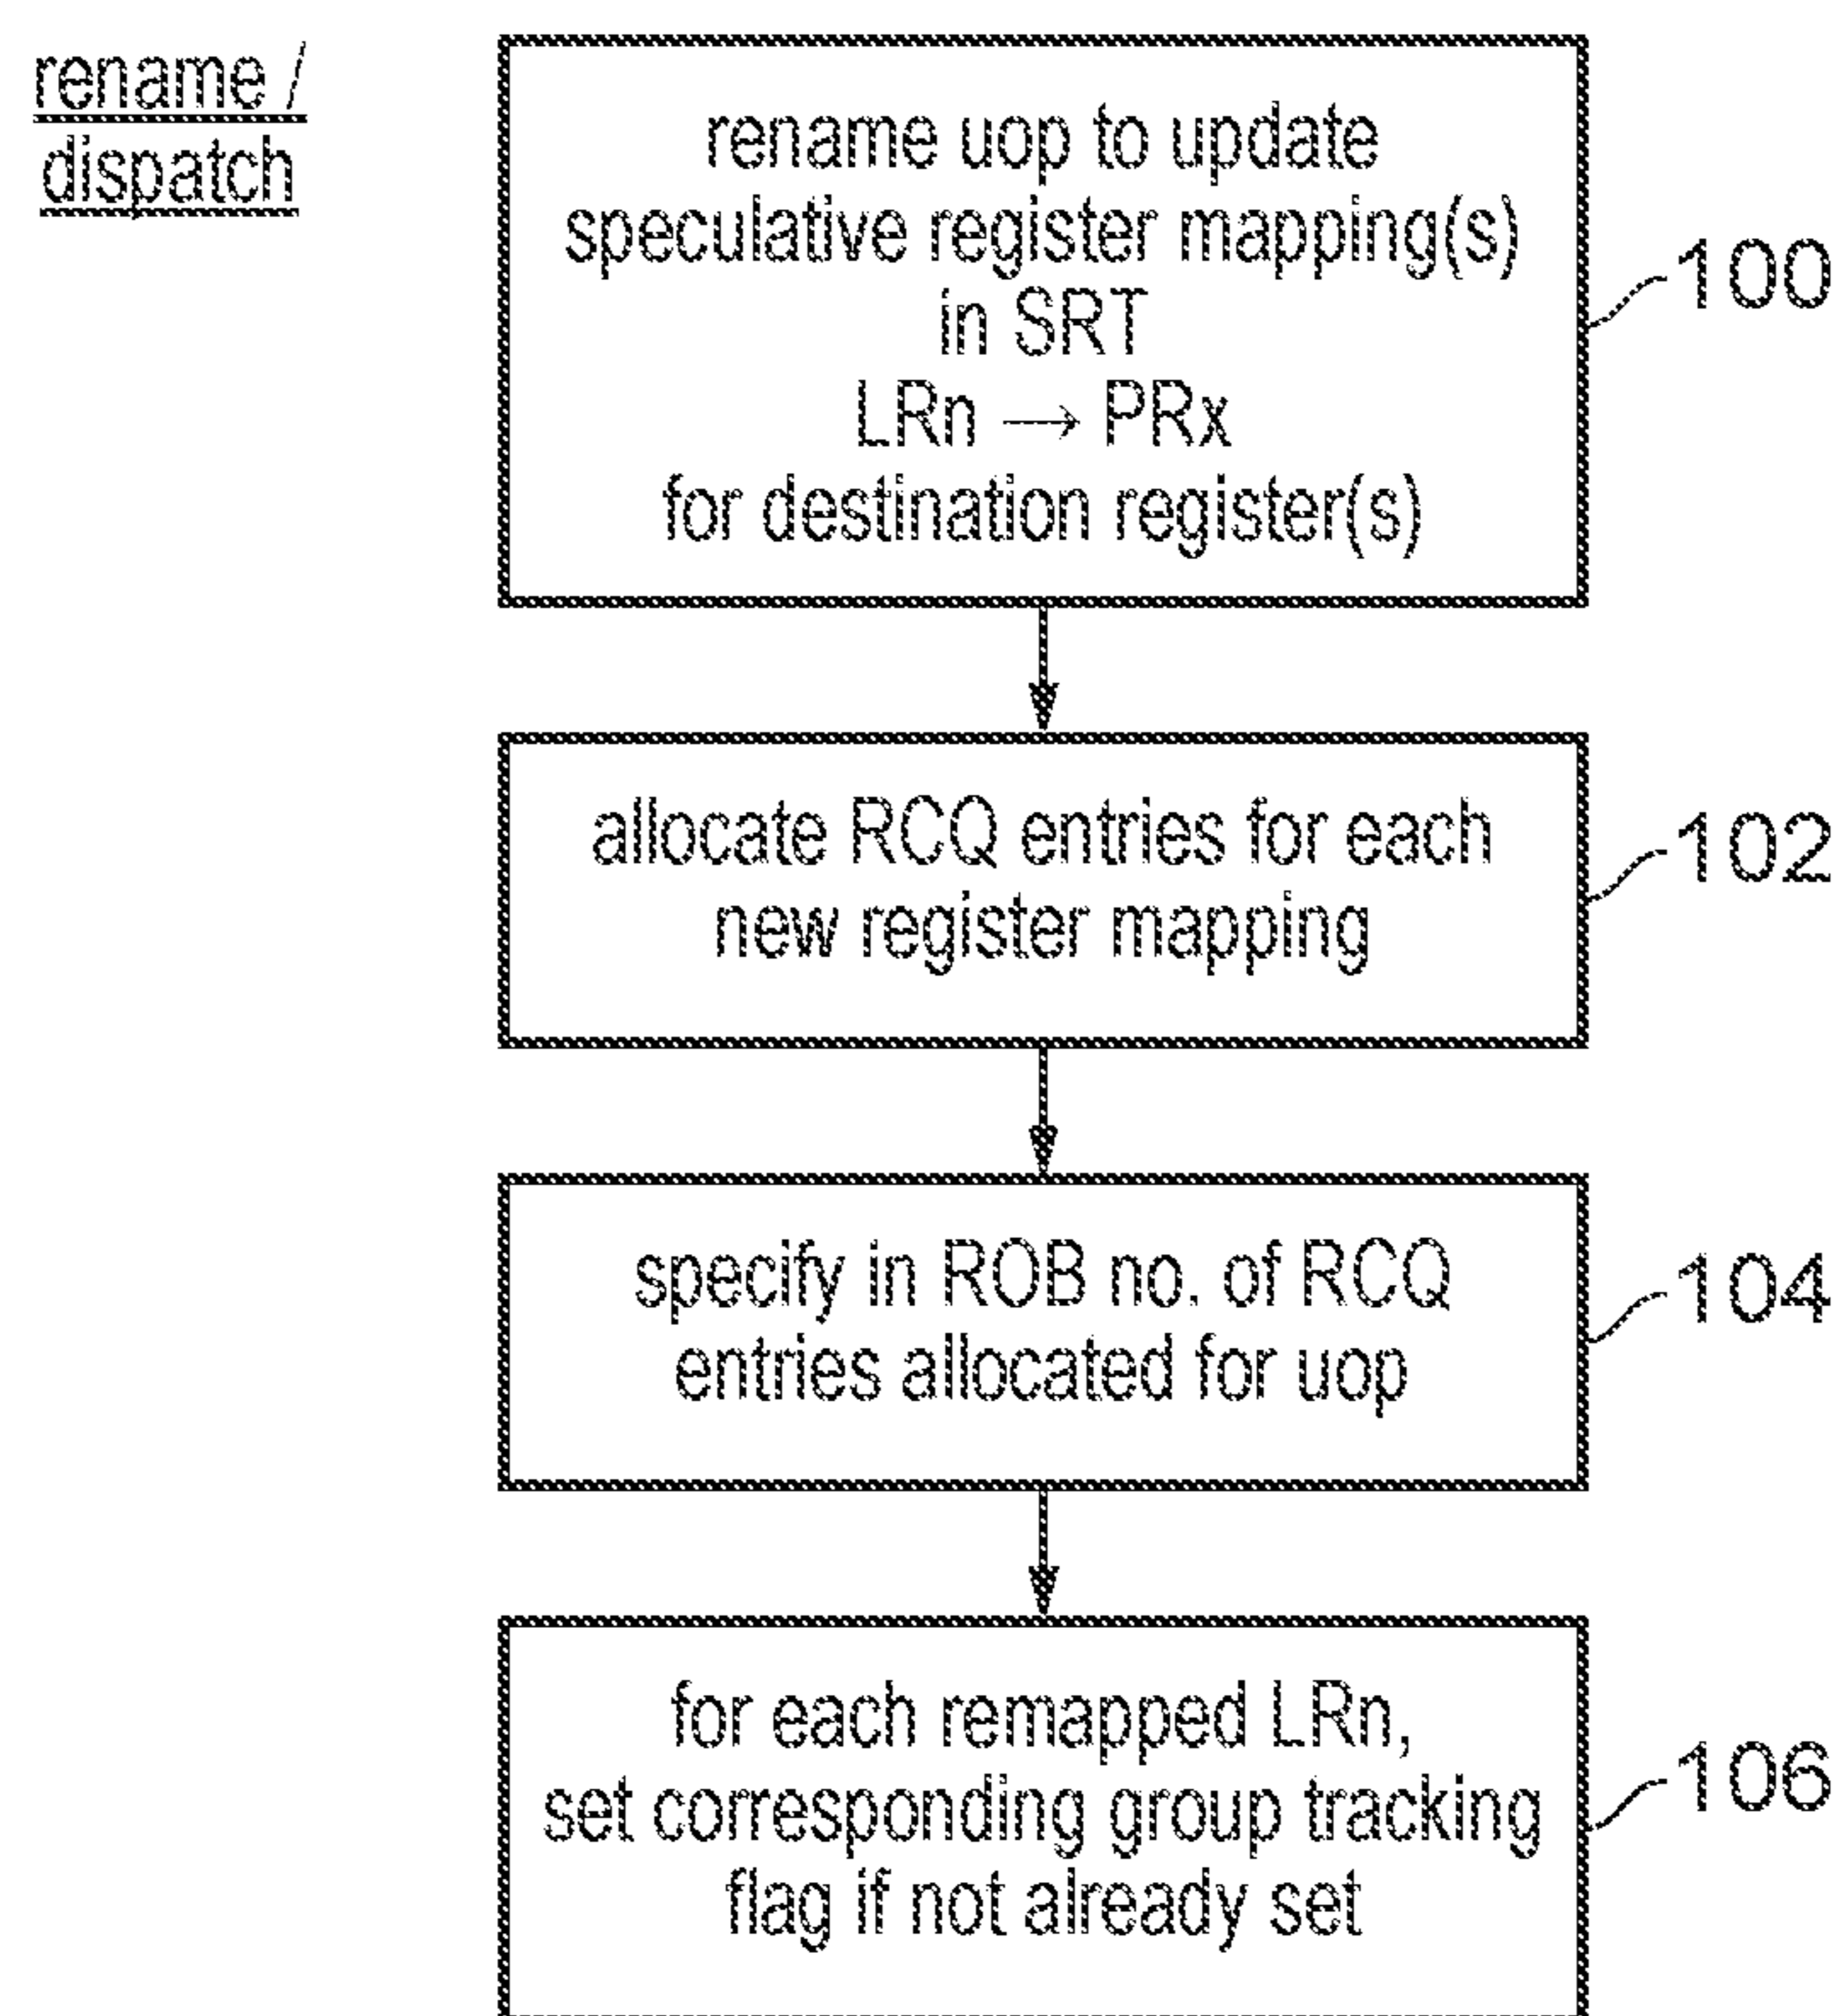 rename /
dispatch
rename uop to update
speculative register mapping(s)
in SRT
LRn → PRx
for destination register(s)
100
allocate RCQ entries for each
new register mapping
102
specify in ROB no. of RCQ
entries allocated for uop
104
for each remapped LRn,
set corresponding group tracking
flag if not already set
106